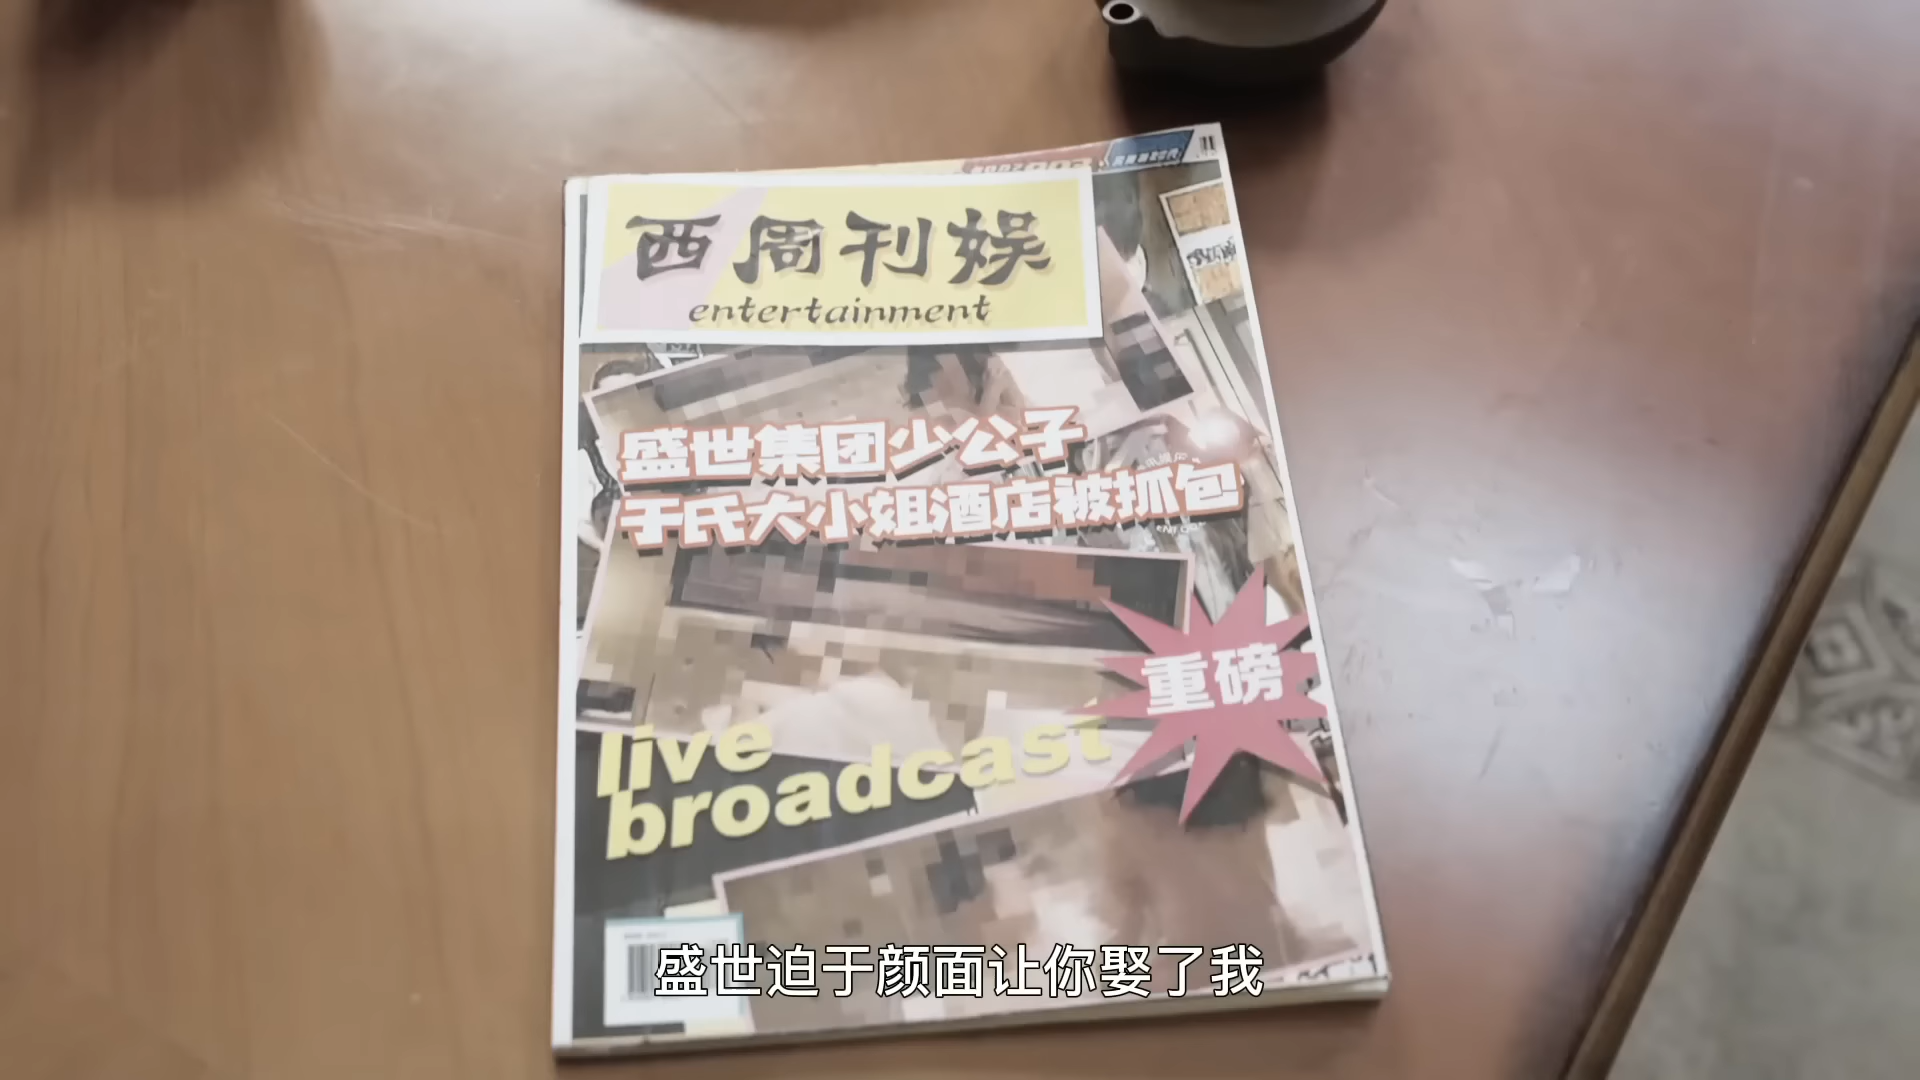 西周刊娱
entertainment
盛世集团少公子
于氏大小姐酒店被抓包
重磅
live
broadcast
盛世迫于颜面让你娶了我